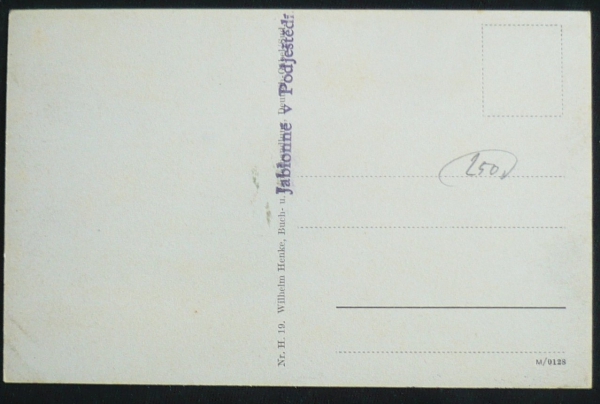 Nr. H. 19. Wilhelm Henke, Buch- u.
Jablonné v Podještědí
250
M/0128